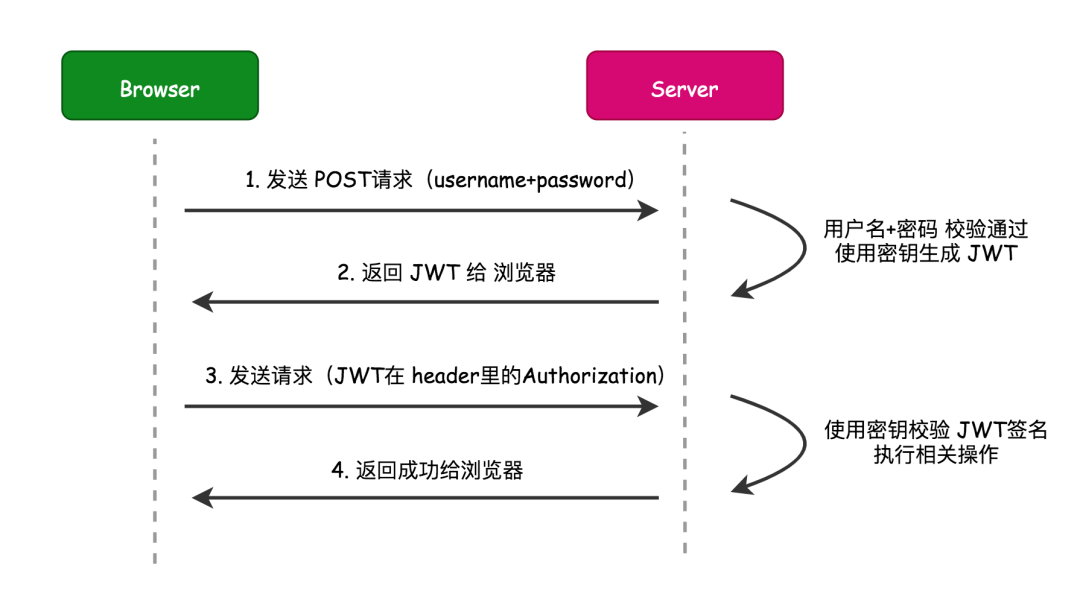 Browser
Server
1. 发送 POST请求（username+password）
用户名+密码 校验通过
使用密钥生成 JWT
2. 返回 JWT 给 浏览器
3. 发送请求（JWT在 header里的Authorization）
使用密钥校验 JWT签名
执行相关操作
4. 返回成功给浏览器